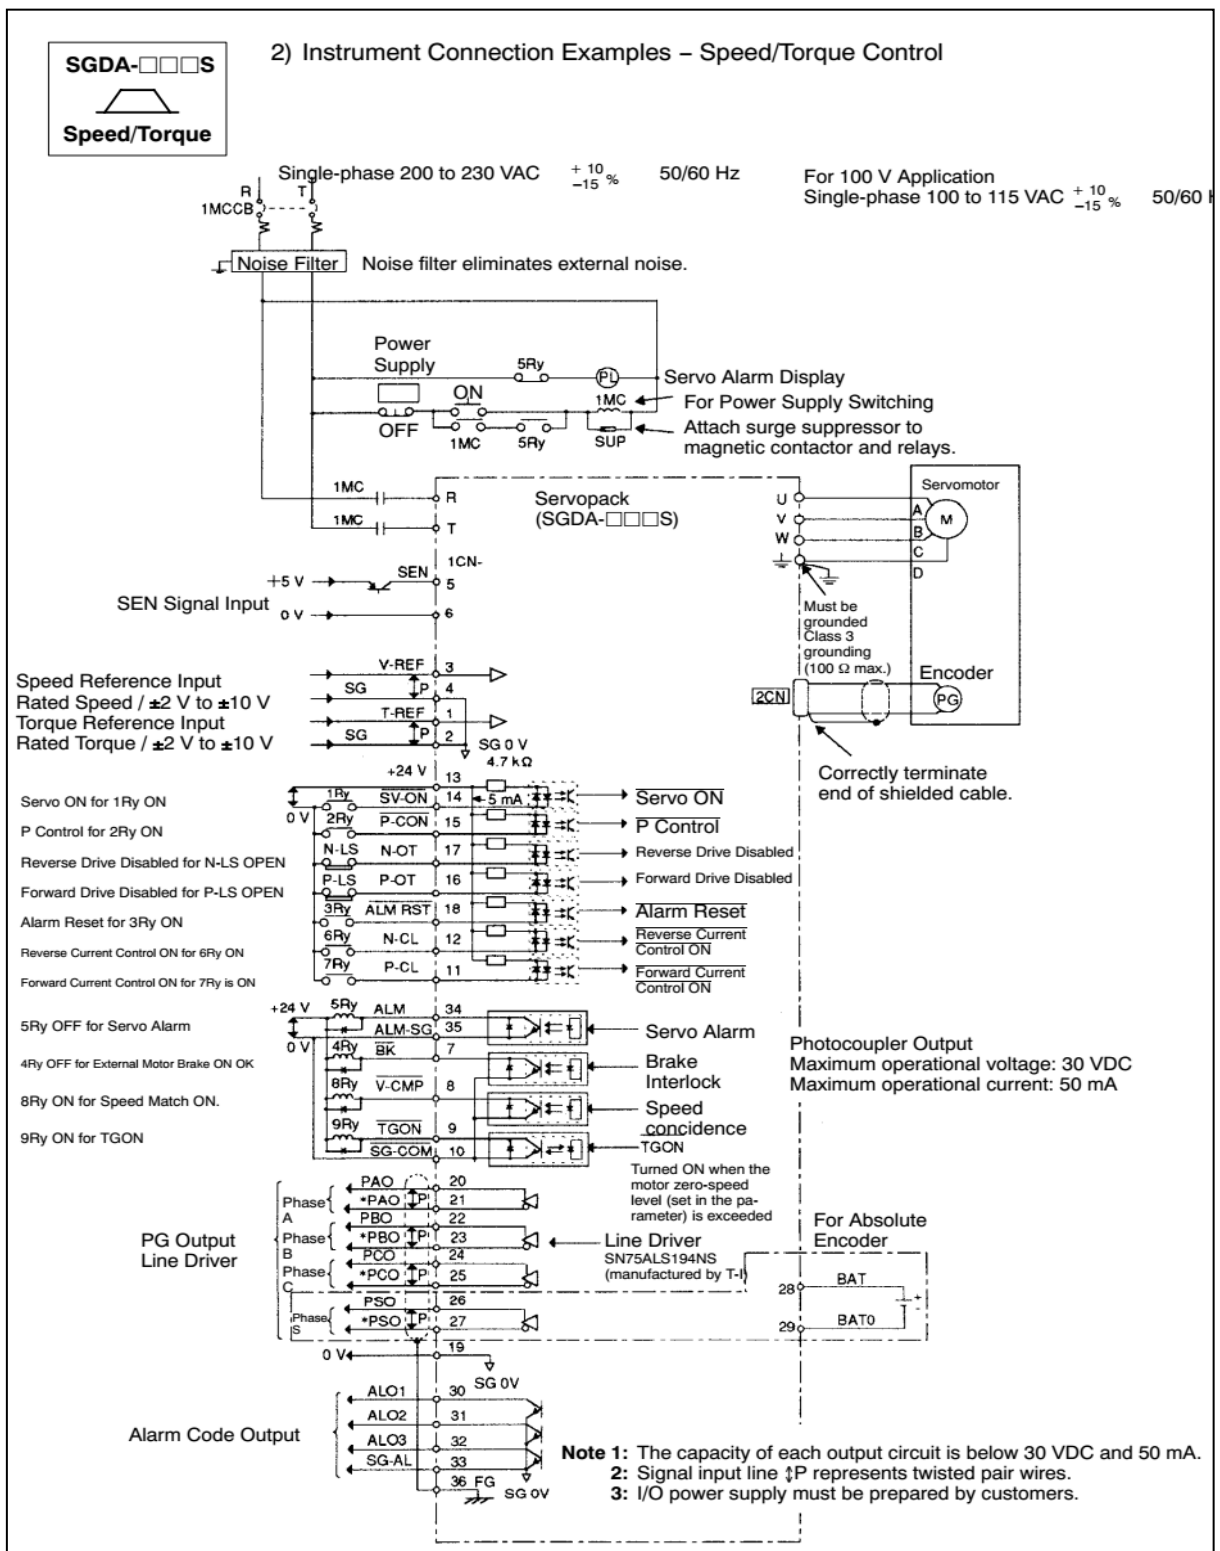 SGDA-□□□S
Speed/Torque
2) Instrument Connection Examples – Speed/Torque Control
Single-phase 200 to 230 VAC +10 –15 % 50/60 Hz
For 100 V Application
Single-phase 100 to 115 VAC +10 –15 % 50/60
R T
1MCCB
Noise Filter Noise filter eliminates external noise.
Power
Supply
5Ry PL Servo Alarm Display
ON 1MC For Power Supply Switching
OFF 1MC 5Ry SUP
Attach surge suppressor to
magnetic contactor and relays.
1MC R
1MC T
Servopack
(SGDA-□□□S)
U
V
W
Servomotor
A
B
C
D
M
1CN-
+5 V SEN 5
SEN Signal Input
0 V 6
Must be
grounded
Class 3
grounding
(100 Ω max.)
2CN
Encoder
PG
Correctly terminate
end of shielded cable.
Speed Reference Input
Rated Speed / ±2 V to ±10 V
Torque Reference Input
Rated Torque / ±2 V to ±10 V
V-REF 3
SG P 4
T-REF 1
SG P 2
SG 0 V
4.7 kΩ
+24 V 13
Servo ON for 1Ry ON 0 V 1Ry SV-ON 14 5 mA Servo ON
P Control for 2Ry ON 2Ry P-CON 15 P Control
Reverse Drive Disabled for N-LS OPEN N-LS N-OT 17 Reverse Drive Disabled
Forward Drive Disabled for P-LS OPEN P-LS P-OT 16 Forward Drive Disabled
Alarm Reset for 3Ry ON 3Ry ALM RST 18 Alarm Reset
Reverse Current Control ON for 6Ry ON 6Ry N-CL 12 Reverse Current
Control ON
Forward Current Control ON for 7Ry is ON 7Ry P-CL 11 Forward Current
Control ON
+24 V 5Ry ALM 34
5Ry OFF for Servo Alarm 0 V ALM-SG 35 Servo Alarm
4Ry OFF for External Motor Brake ON OK 4Ry BK 7 Brake
Interlock
8Ry ON for Speed Match ON. 8Ry V-CMP 8 Speed
concidence
9Ry ON for TGON 9Ry TGON 9 TGON
SG-COM 10
Photocoupler Output
Maximum operational voltage: 30 VDC
Maximum operational current: 50 mA
Turned ON when the
motor zero-speed
level (set in the pa-
rameter) is exceeded
PG Output
Line Driver
Phase
A
PAO 20
*PAO P 21
Phase
B
PBO 22
*PBO P 23
Phase
C
PCO 24
*PCO P 25
Phase
S
PSO 26
*PSO P 27
Line Driver
SN75ALS194NS
(manufactured by T-I)
For Absolute
Encoder
28 BAT
+
-
29 BAT0
0 V 19
SG 0V
Alarm Code Output
ALO1 30
ALO2 31
ALO3 32
SG-AL 33
36 FG
SG 0V
Note 1: The capacity of each output circuit is below 30 VDC and 50 mA.
2: Signal input line ↕P represents twisted pair wires.
3: I/O power supply must be prepared by customers.